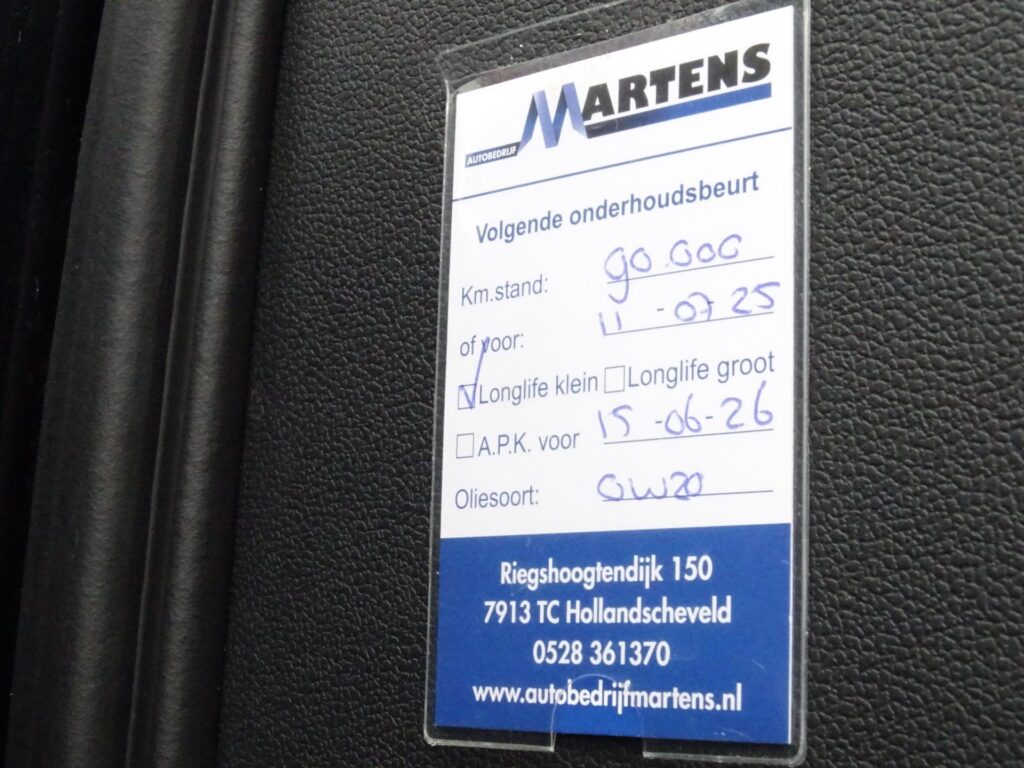 MARTENS
AUTOBEDRIJF
Volgende onderhoudsbeurt
Km.stand: 90.000
of voor: 11-07 25
Longlife klein Longlife groot
A.P.K. voor 15-06-26
Oliesoort: 0W20
Riegshoogtendijk 150
7913 TC Hollandscheveld
0528 361370
www.autobedrijfmartens.nl